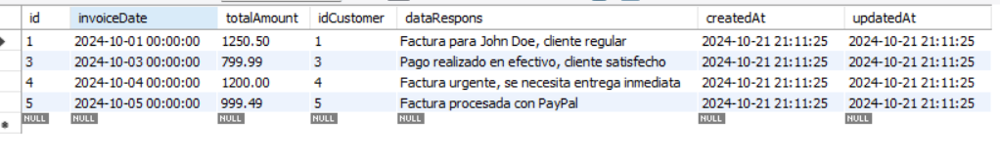 id invoiceDate totalAmount idCustomer dataRespons createdAt updatedAt
1 2024-10-01 00:00:00 1250.50 1 Factura para John Doe, cliente regular 2024-10-21 21:11:25 2024-10-21 21:11:25
3 2024-10-03 00:00:00 799.99 3 Pago realizado en efectivo, cliente satisfecho 2024-10-21 21:11:25 2024-10-21 21:11:25
4 2024-10-04 00:00:00 1200.00 4 Factura urgente, se necesita entrega inmediata 2024-10-21 21:11:25 2024-10-21 21:11:25
5 2024-10-05 00:00:00 999.49 5 Factura procesada con PayPal 2024-10-21 21:11:25 2024-10-21 21:11:25
NULL NULL NULL NULL NULL NULL NULL